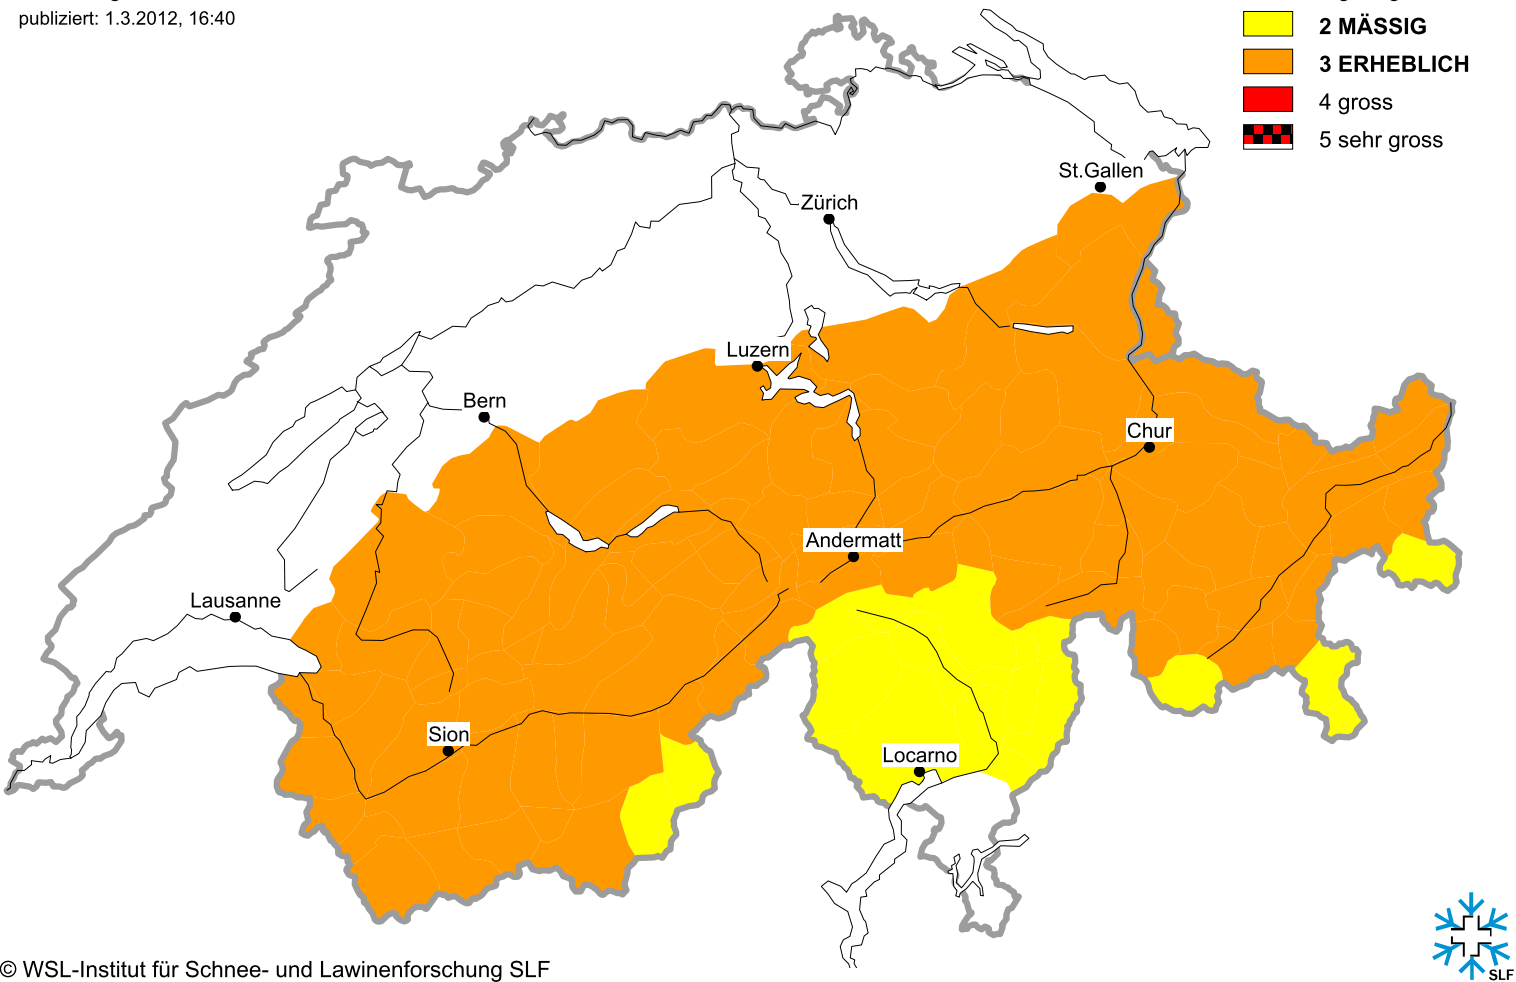 publiziert: 1.3.2012, 16:40
2 MÄSSIG
3 ERHEBLICH
4 gross
5 sehr gross
St.Gallen
Zürich
Luzern
Bern
Chur
Andermatt
Lausanne
Sion
Locarno
© WSL-Institut für Schnee- und Lawinenforschung SLF
SLF